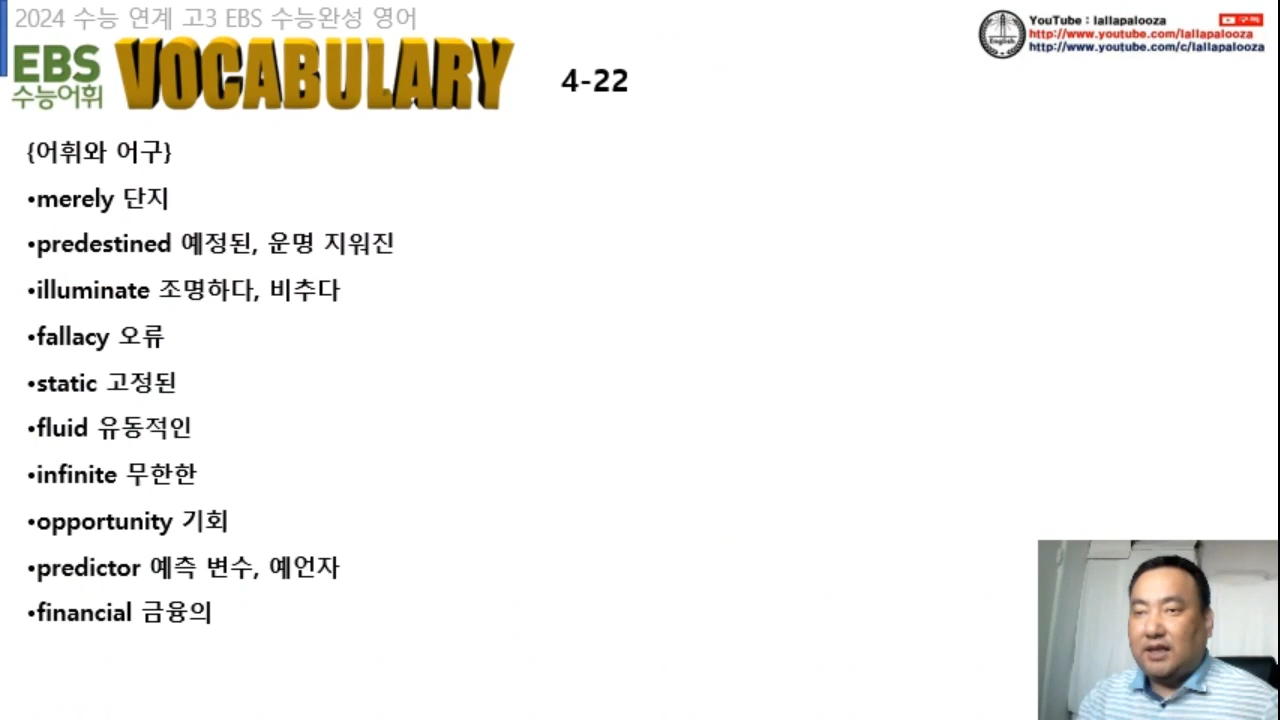 2024 수능 연계 고3 EBS 수능완성 영어
EBS
수능어휘
VOCABULARY
4-22
YouTube : lallapalooza
구독
http://www.youtube.com/lallapalooza
http://www.youtube.com/c/lallapalooza
English
{어휘와 어구}
•merely 단지
•predestined 예정된, 운명 지워진
•illuminate 조명하다, 비추다
•fallacy 오류
•static 고정된
•fluid 유동적인
•infinite 무한한
•opportunity 기회
•predictor 예측 변수, 예언자
•financial 금융의